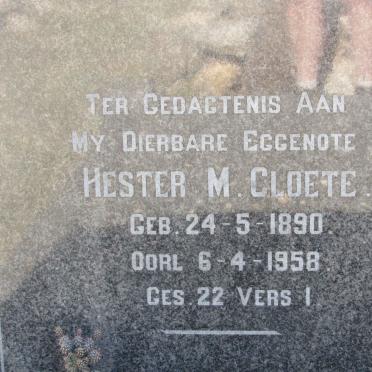 Ter Gedagtenis Aan
My Dierbare Eggenote
Hester M. Cloete.
Geb. 24-5-1890.
Oorl 6-4-1958.
Ges. 22 Vers 1